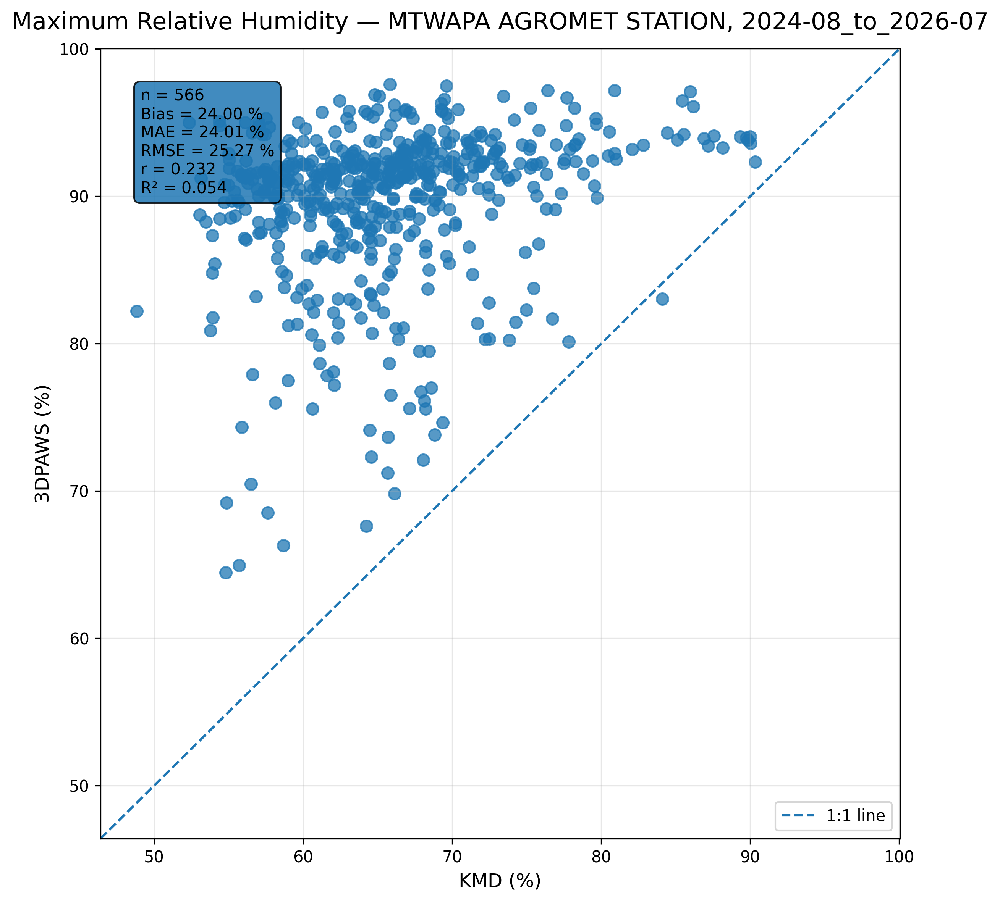 Maximum Relative Humidity — MTWAPA AGROMET STATION, 2024-08_to_2026-07
100
90
80
70
60
50
3DPAWS (%)
n = 566
Bias = 24.00 %
MAE = 24.01 %
RMSE = 25.27 %
r = 0.232
R² = 0.054
1:1 line
50 60 70 80 90 100
KMD (%)